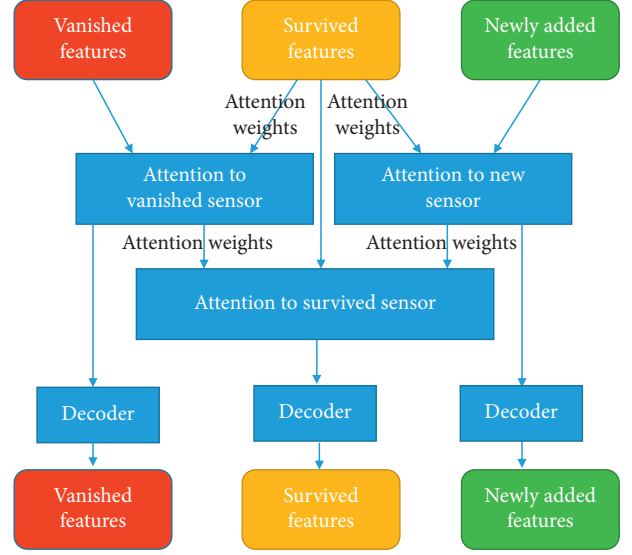 Vanished
features
Survived
features
Newly added
features
Attention
weights
Attention
weights
Attention to
vanished sensor
Attention to new
sensor
Attention weights
Attention weights
Attention to survived sensor
Decoder
Decoder
Decoder
Vanished
features
Survived
features
Newly added
features